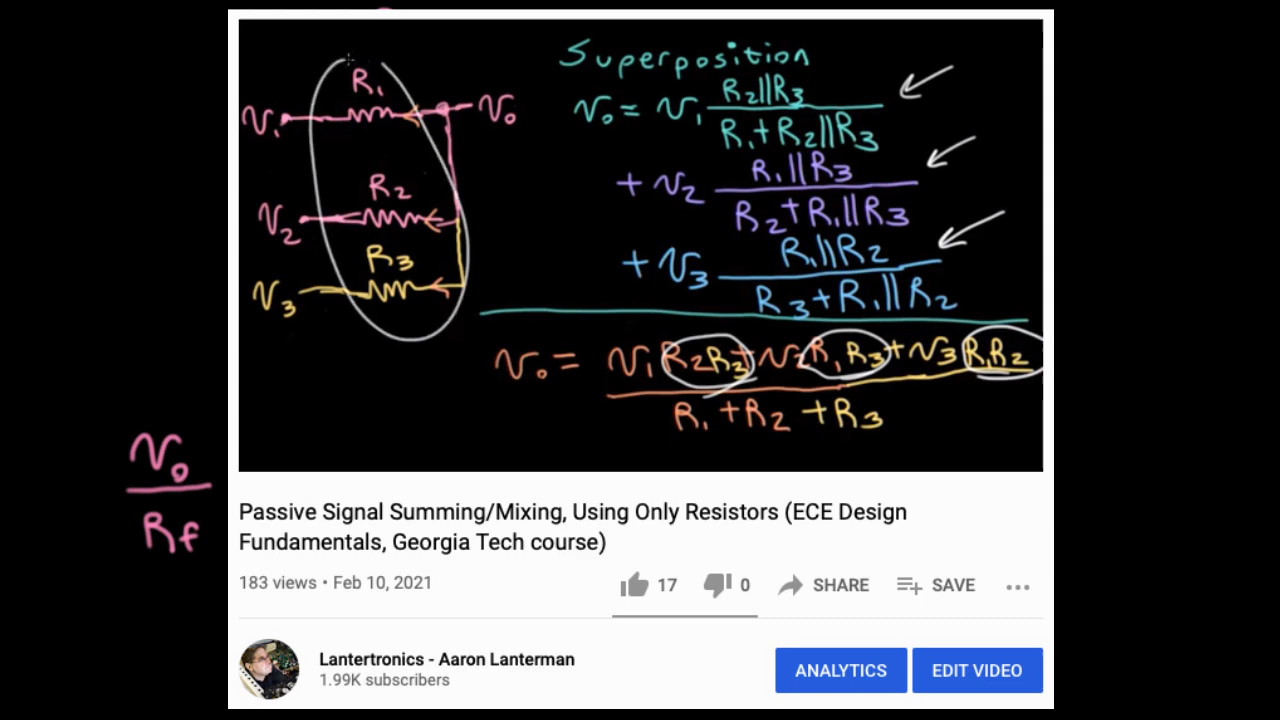 Superposition
R₁
V₁
V₀
V₀ = V₁ R₂||R₃ / R₁+R₂||R₃
R₂
V₂
+ V₂ R₁||R₃ / R₂+R₁||R₃
R₃
V₃
+ V₃ R₁||R₂ / R₃+R₁||R₂
V₀ = V₁R₂R₃+V₂R₁R₃+V₃R₁R₂ / R₁+R₂+R₃
V₀
Rf
Passive Signal Summing/Mixing, Using Only Resistors (ECE Design
Fundamentals, Georgia Tech course)
183 views • Feb 10, 2021
17
0
SHARE
SAVE
Lantertronics - Aaron Lanterman
1.99K subscribers
ANALYTICS
EDIT VIDEO